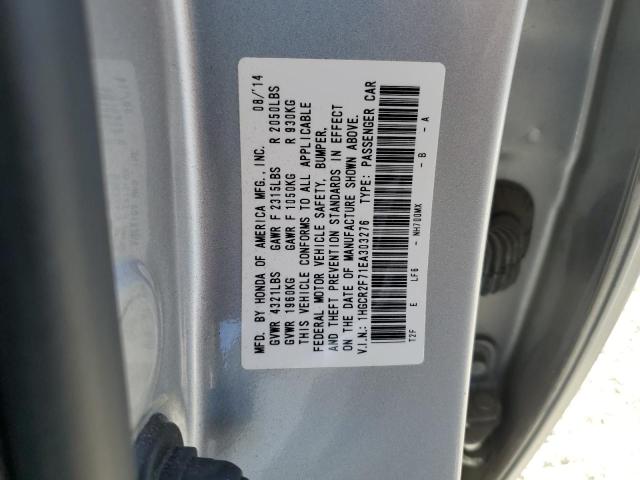 MFD. BY HONDA OF AMERICA MFG., INC. 08/'14
GVWR 4321LBS GAWR F 2315LBS R 2050LBS
GVWR 1960KG GAWR F 1050KG R 930KG
THIS VEHICLE CONFORMS TO ALL APPLICABLE
FEDERAL MOTOR VEHICLE SAFETY, BUMPER,
AND THEFT PREVENTION STANDARDS IN EFFECT
ON THE DATE OF MANUFACTURE SHOWN ABOVE.
V.I.N.: 1HGCR2F71EA303276 TYPE: PASSENGER CAR
T2F E LF6 - NH700MX - B - A